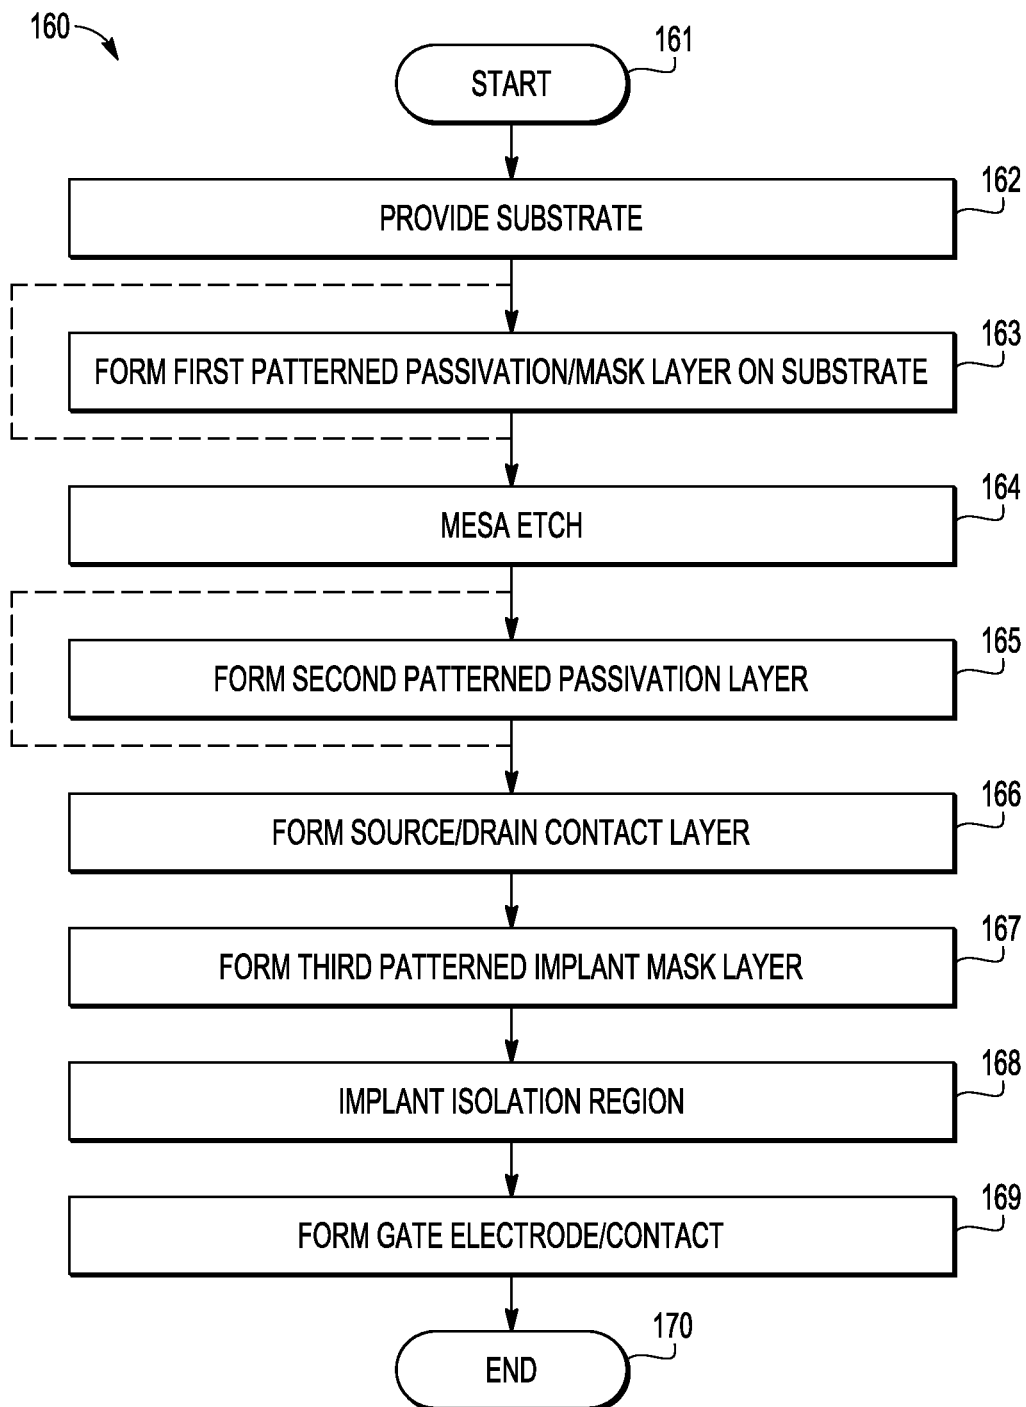 160
START
161
PROVIDE SUBSTRATE
162
FORM FIRST PATTERNED PASSIVATION/MASK LAYER ON SUBSTRATE
163
MESA ETCH
164
FORM SECOND PATTERNED PASSIVATION LAYER
165
FORM SOURCE/DRAIN CONTACT LAYER
166
FORM THIRD PATTERNED IMPLANT MASK LAYER
167
IMPLANT ISOLATION REGION
168
FORM GATE ELECTRODE/CONTACT
169
END
170